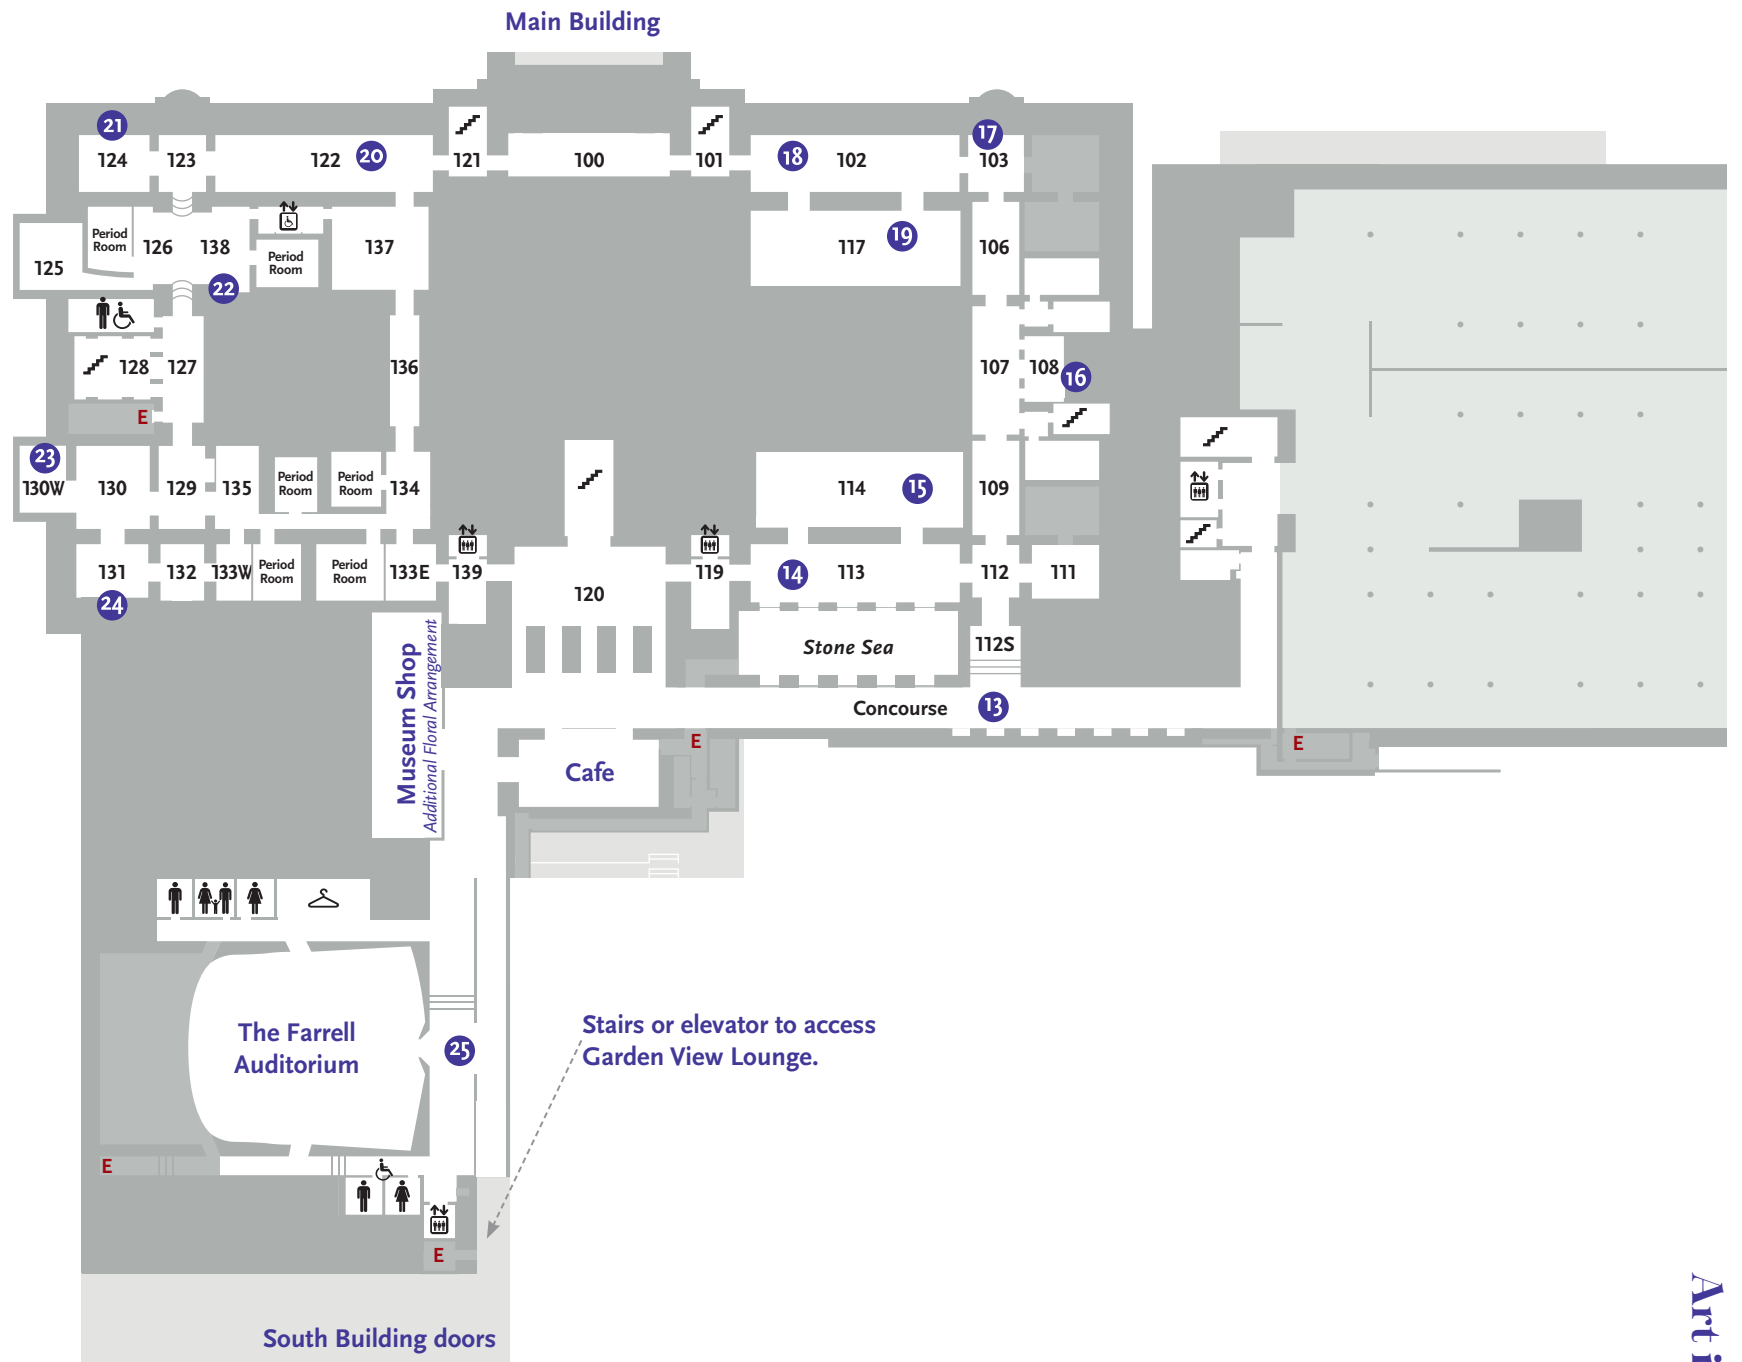 Main Building
21
17
124
123
122
20
121
100
101
18
102
103
Period
Room
126
138
Period
Room
137
117
19
106
125
22
128
127
136
107
108
16
E
23
130W
130
129
135
Period
Room
Period
Room
134
114
15
109
131
132
133W
Period
Room
Period
Room
133E
139
120
119
14
113
112
111
24
Museum Shop
Additional Floral Arrangement
Stone Sea
112S
Concourse
13
E
E
Cafe
The Farrell
Auditorium
25
Stairs or elevator to access
Garden View Lounge.
E
E
South Building doors
Art i